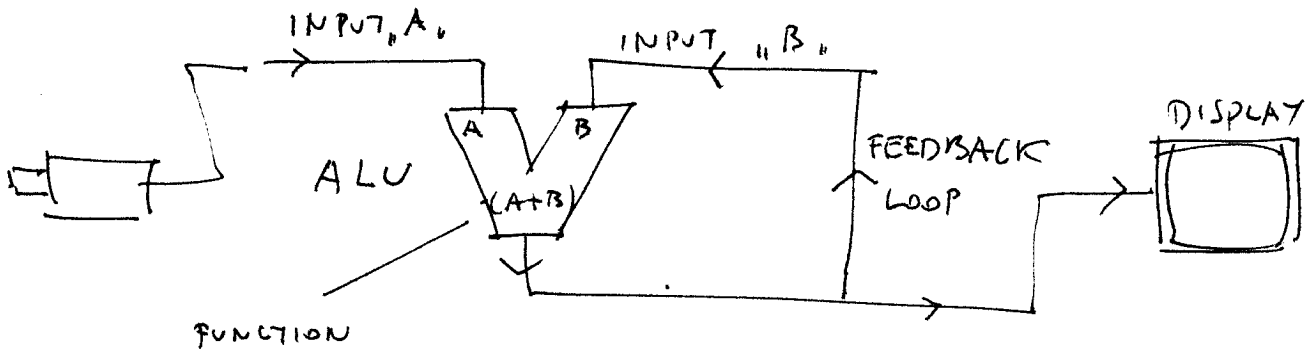 INPUT „A„
INPUT „B„
DISPLAY
A
B
ALU
(A+B)
FEEDBACK
LOOP
FUNCTION